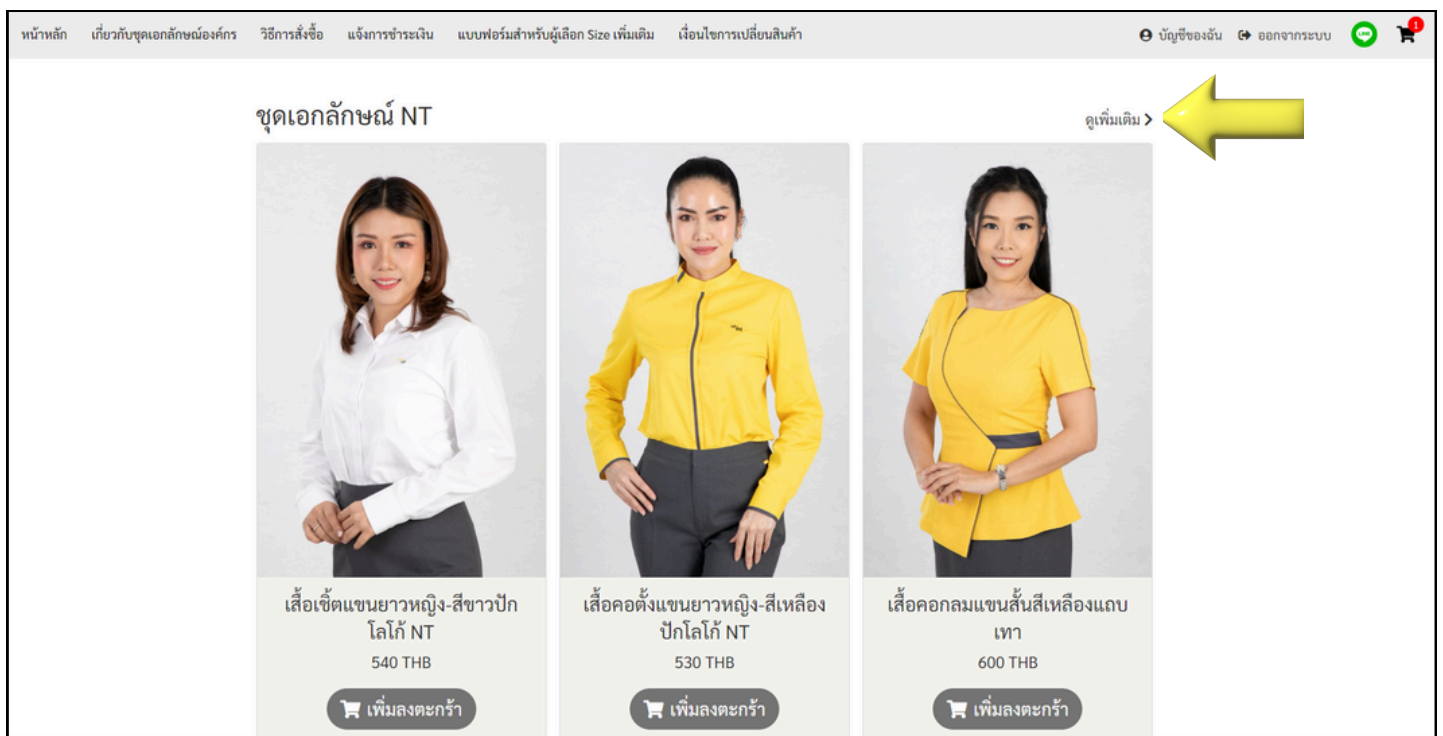 หน้าหลัก เกี่ยวกับชุดเอกลักษณ์องค์กร วิธีการสั่งซื้อ แจ้งการชำระเงิน แบบฟอร์มสำหรับผู้เลือก Size เพิ่มเติม เงื่อนไขการเปลี่ยนสินค้า บัญชีของฉัน ออกจากระบบ LINE 1
ชุดเอกลักษณ์ NT ดูเพิ่มเติม
เสื้อเชิ้ตแขนยาวหญิง-สีขาวปัก
โลโก้ NT
540 THB
เพิ่มลงตะกร้า
เสื้อคอตั้งแขนยาวหญิง-สีเหลือง
ปักโลโก้ NT
530 THB
เพิ่มลงตะกร้า
เสื้อคอกลมแขนสั้นสีเหลืองแถบ
เทา
600 THB
เพิ่มลงตะกร้า